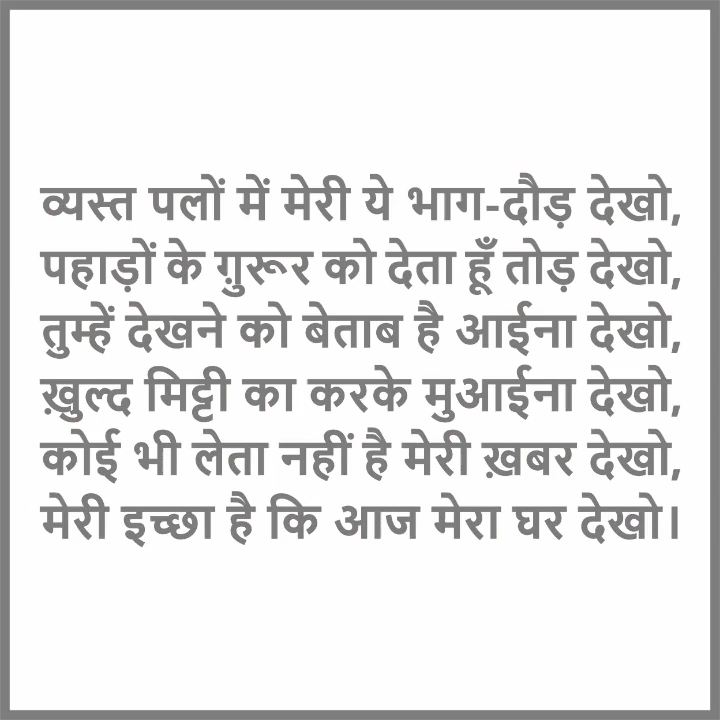 व्यस्त पलों में मेरी ये भाग-दौड़ देखो,
पहाड़ों के ग़ुरूर को देता हूँ तोड़ देखो,
तुम्हें देखने को बेताब है आईना देखो,
ख़ुल्द मिट्टी का करके मुआईना देखो,
कोई भी लेता नहीं है मेरी ख़बर देखो,
मेरी इच्छा है कि आज मेरा घर देखो।